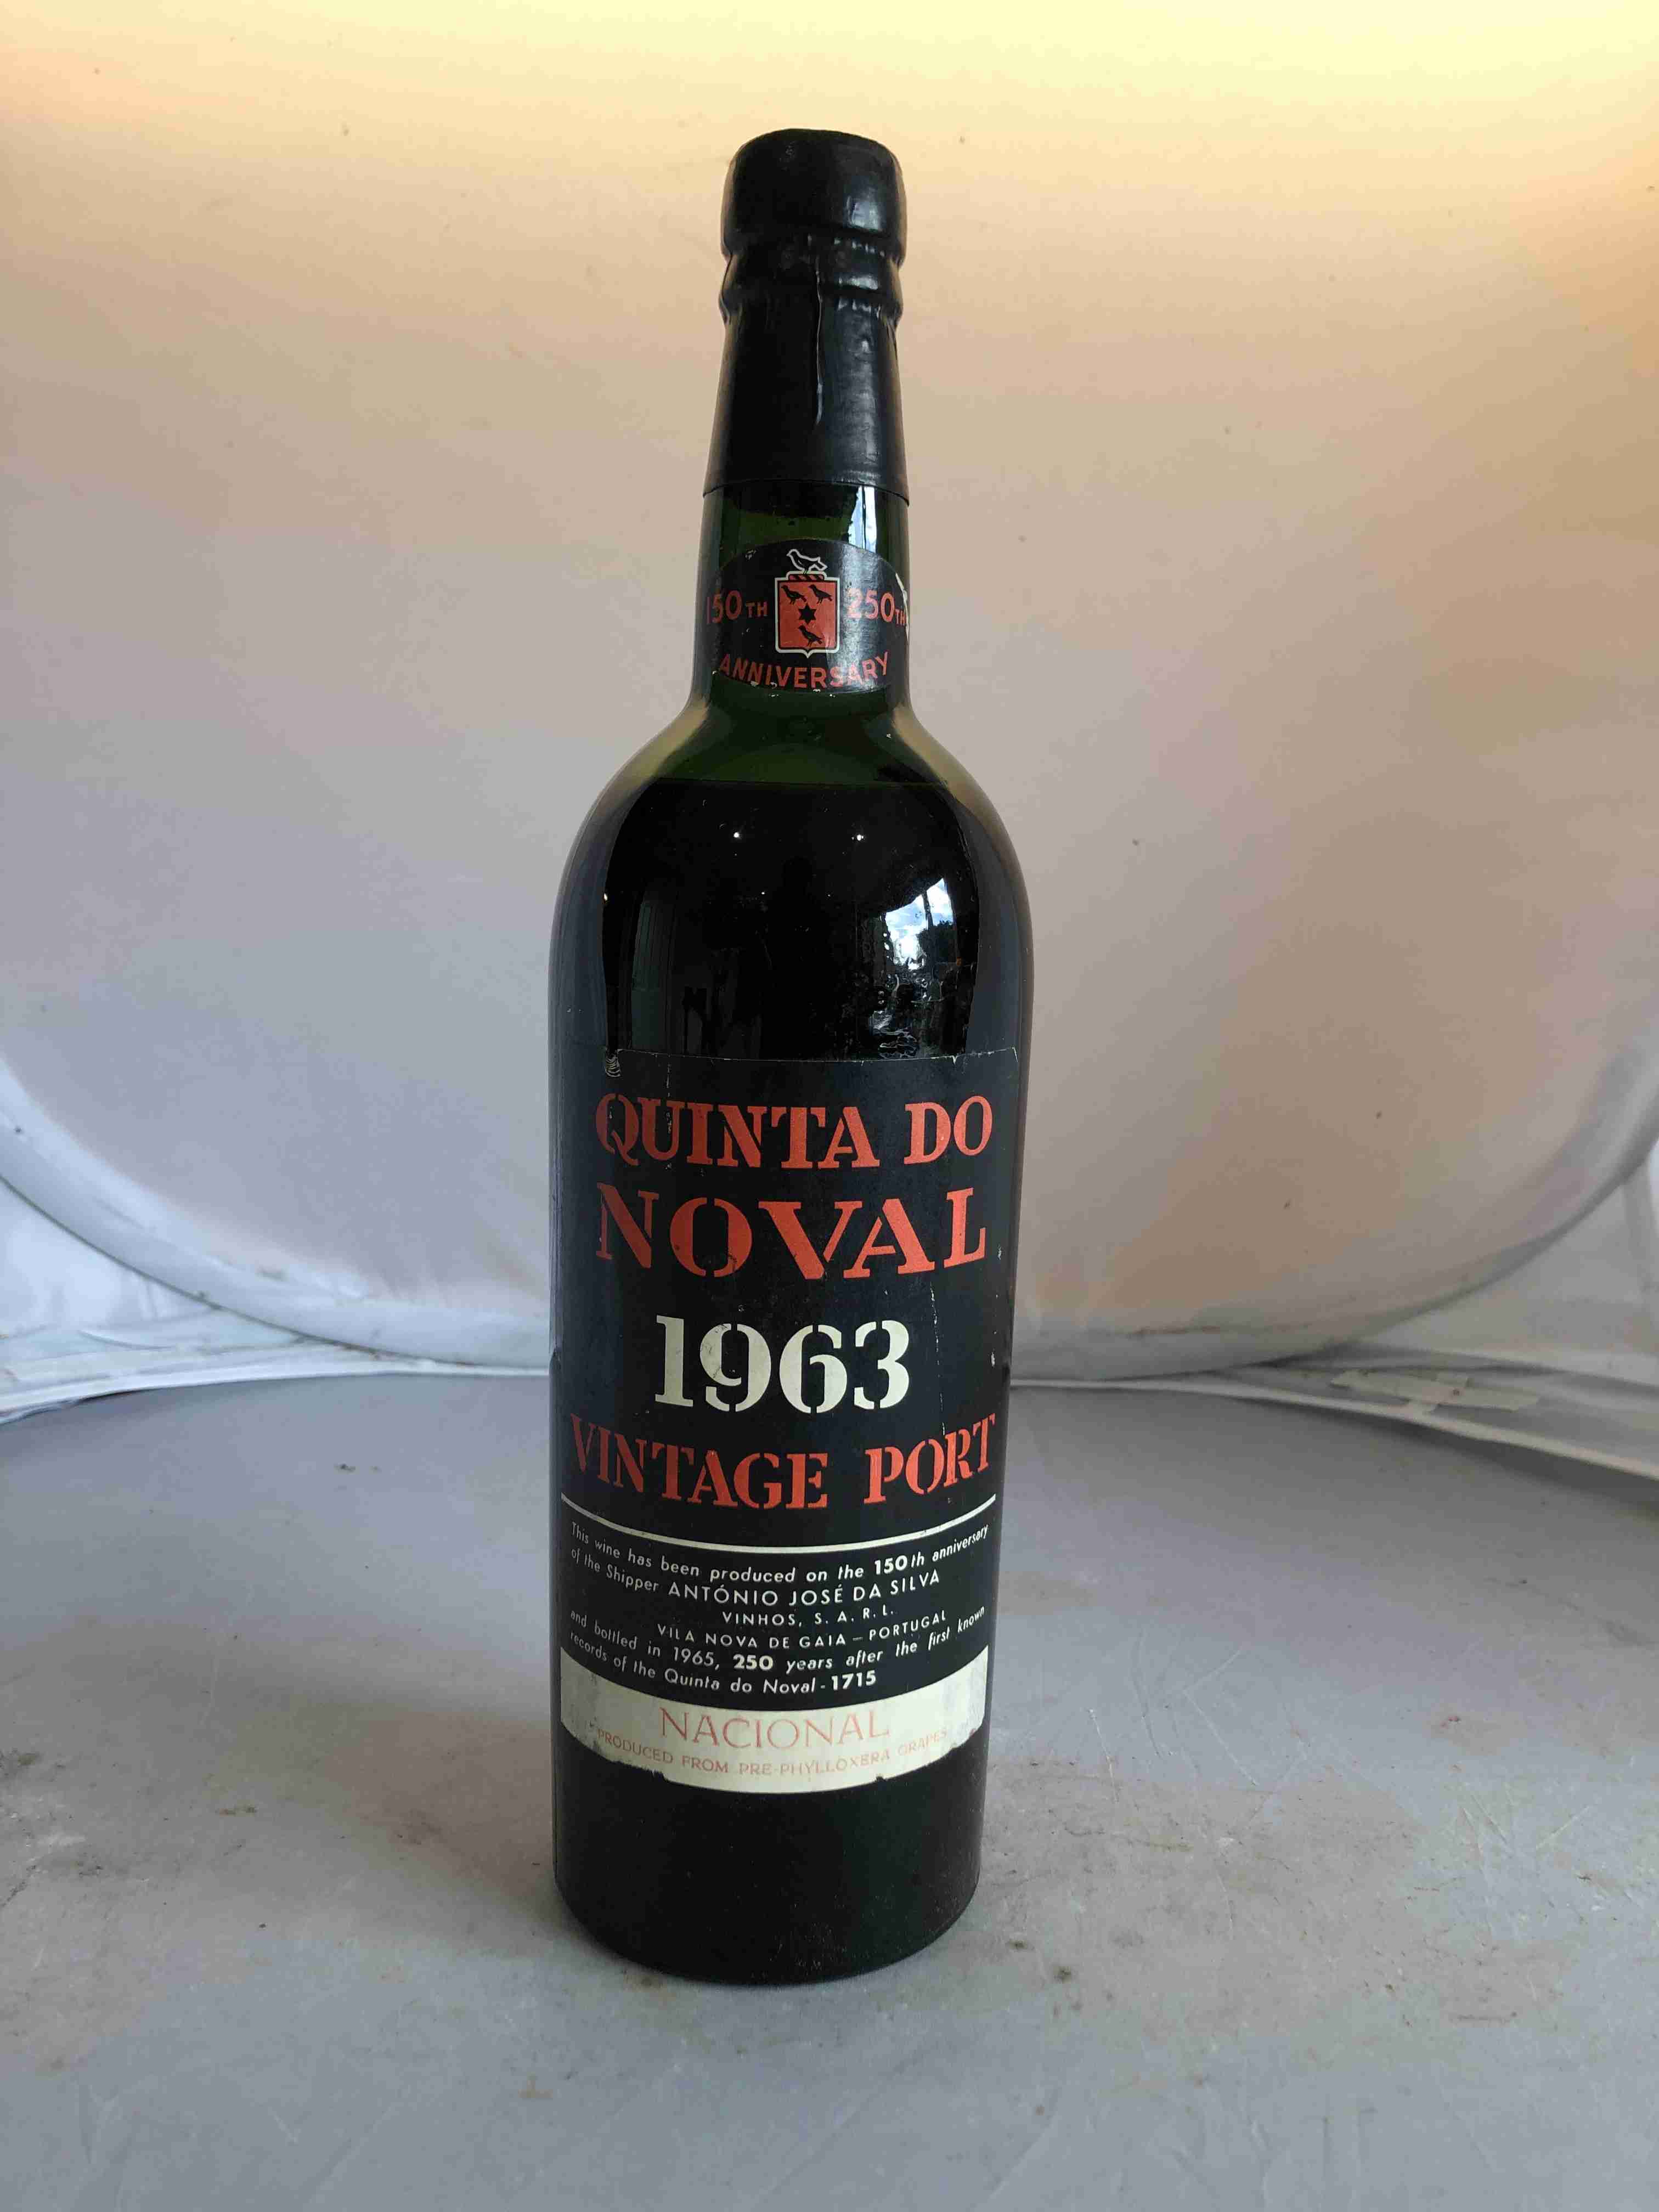 150TH 250TH
ANNIVERSARY
QUINTA DO
NOVAL
1963
VINTAGE PORT
This wine has been produced on the 150th anniversary
of the Shipper ANTÓNIO JOSÉ DA SILVA
VINHOS, S. A. R. L.
VILA NOVA DE GAIA – PORTUGAL
and bottled in 1965, 250 years after the first known
records of the Quinta do Noval - 1715
NACIONAL
PRODUCED FROM PRE-PHYLLOXERA GRAPES